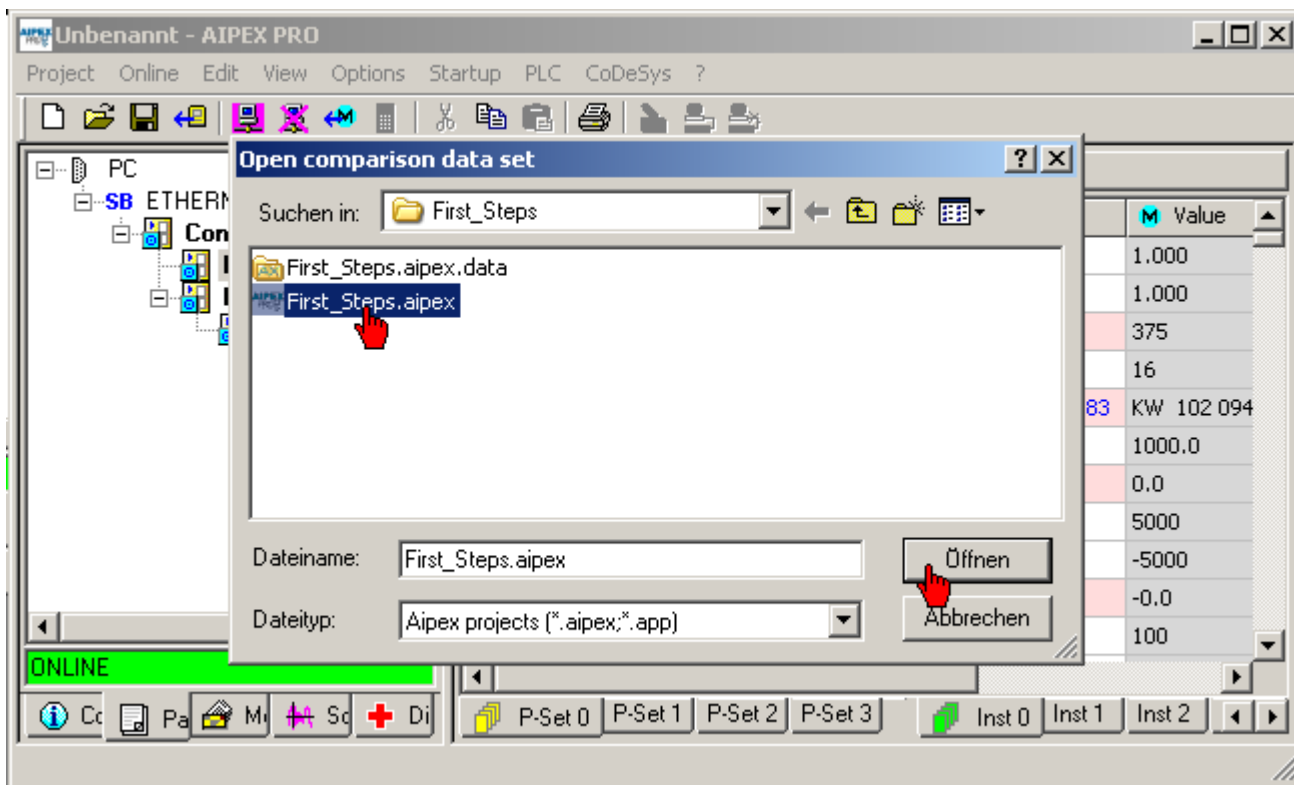 Unbenannt - AIPEX PRO
Project Online Edit View Options Startup PLC CoDeSys ?
PC
SB ETHERN
Con
Open comparison data set
Suchen in: First_Steps
First_Steps.aipex.data
First_Steps.aipex
Dateiname: First_Steps.aipex
Öffnen
Dateityp: Aipex projects (*.aipex;*.app)
Abbrechen
M Value
1.000
1.000
375
16
83 KW 102 094
1000.0
0.0
5000
-5000
-0.0
100
ONLINE
Pa Di
P-Set 0 P-Set 1 P-Set 2 P-Set 3 Inst 0 Inst 1 Inst 2